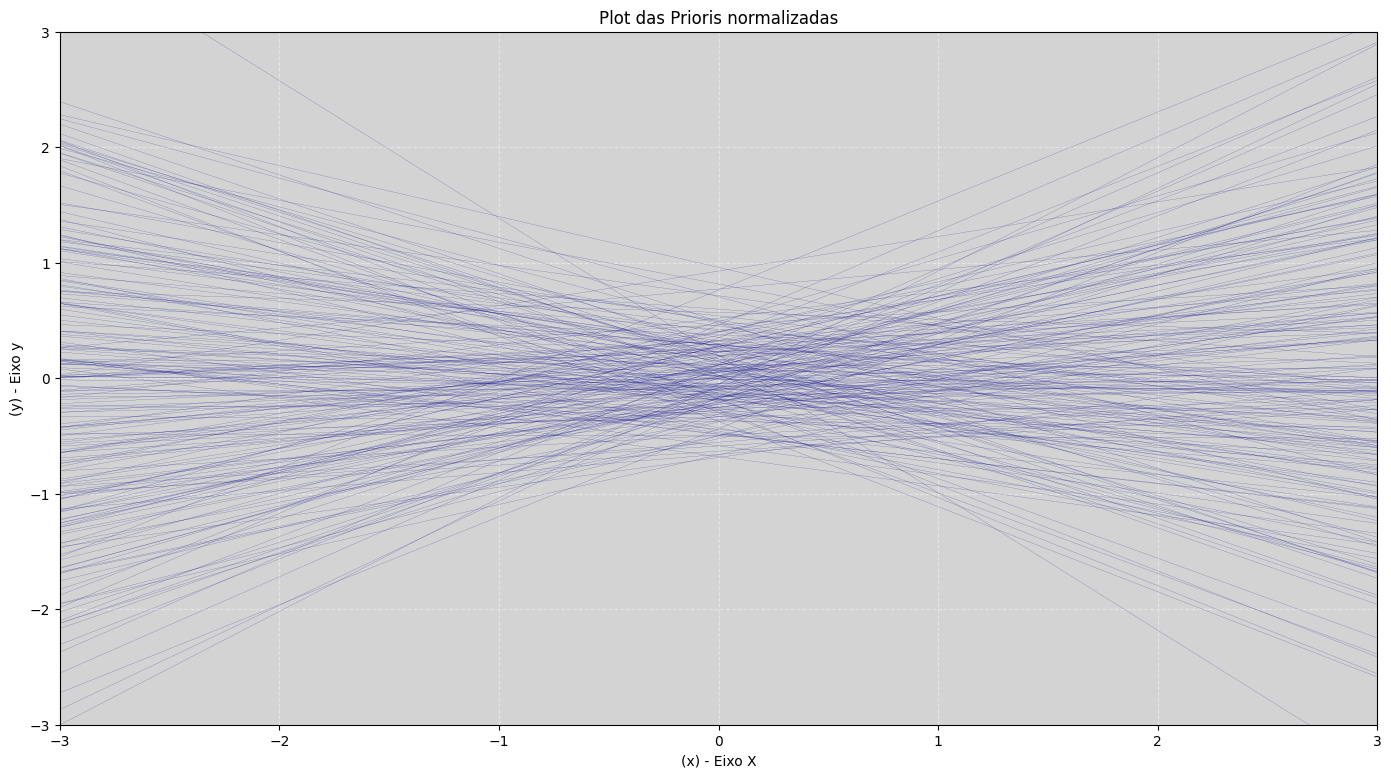 Plot das Prioris normalizadas
3
2
1
0
−1
−2
−3
(y) - Eixo y
−3 −2 −1 0 1 2 3
(x) - Eixo X